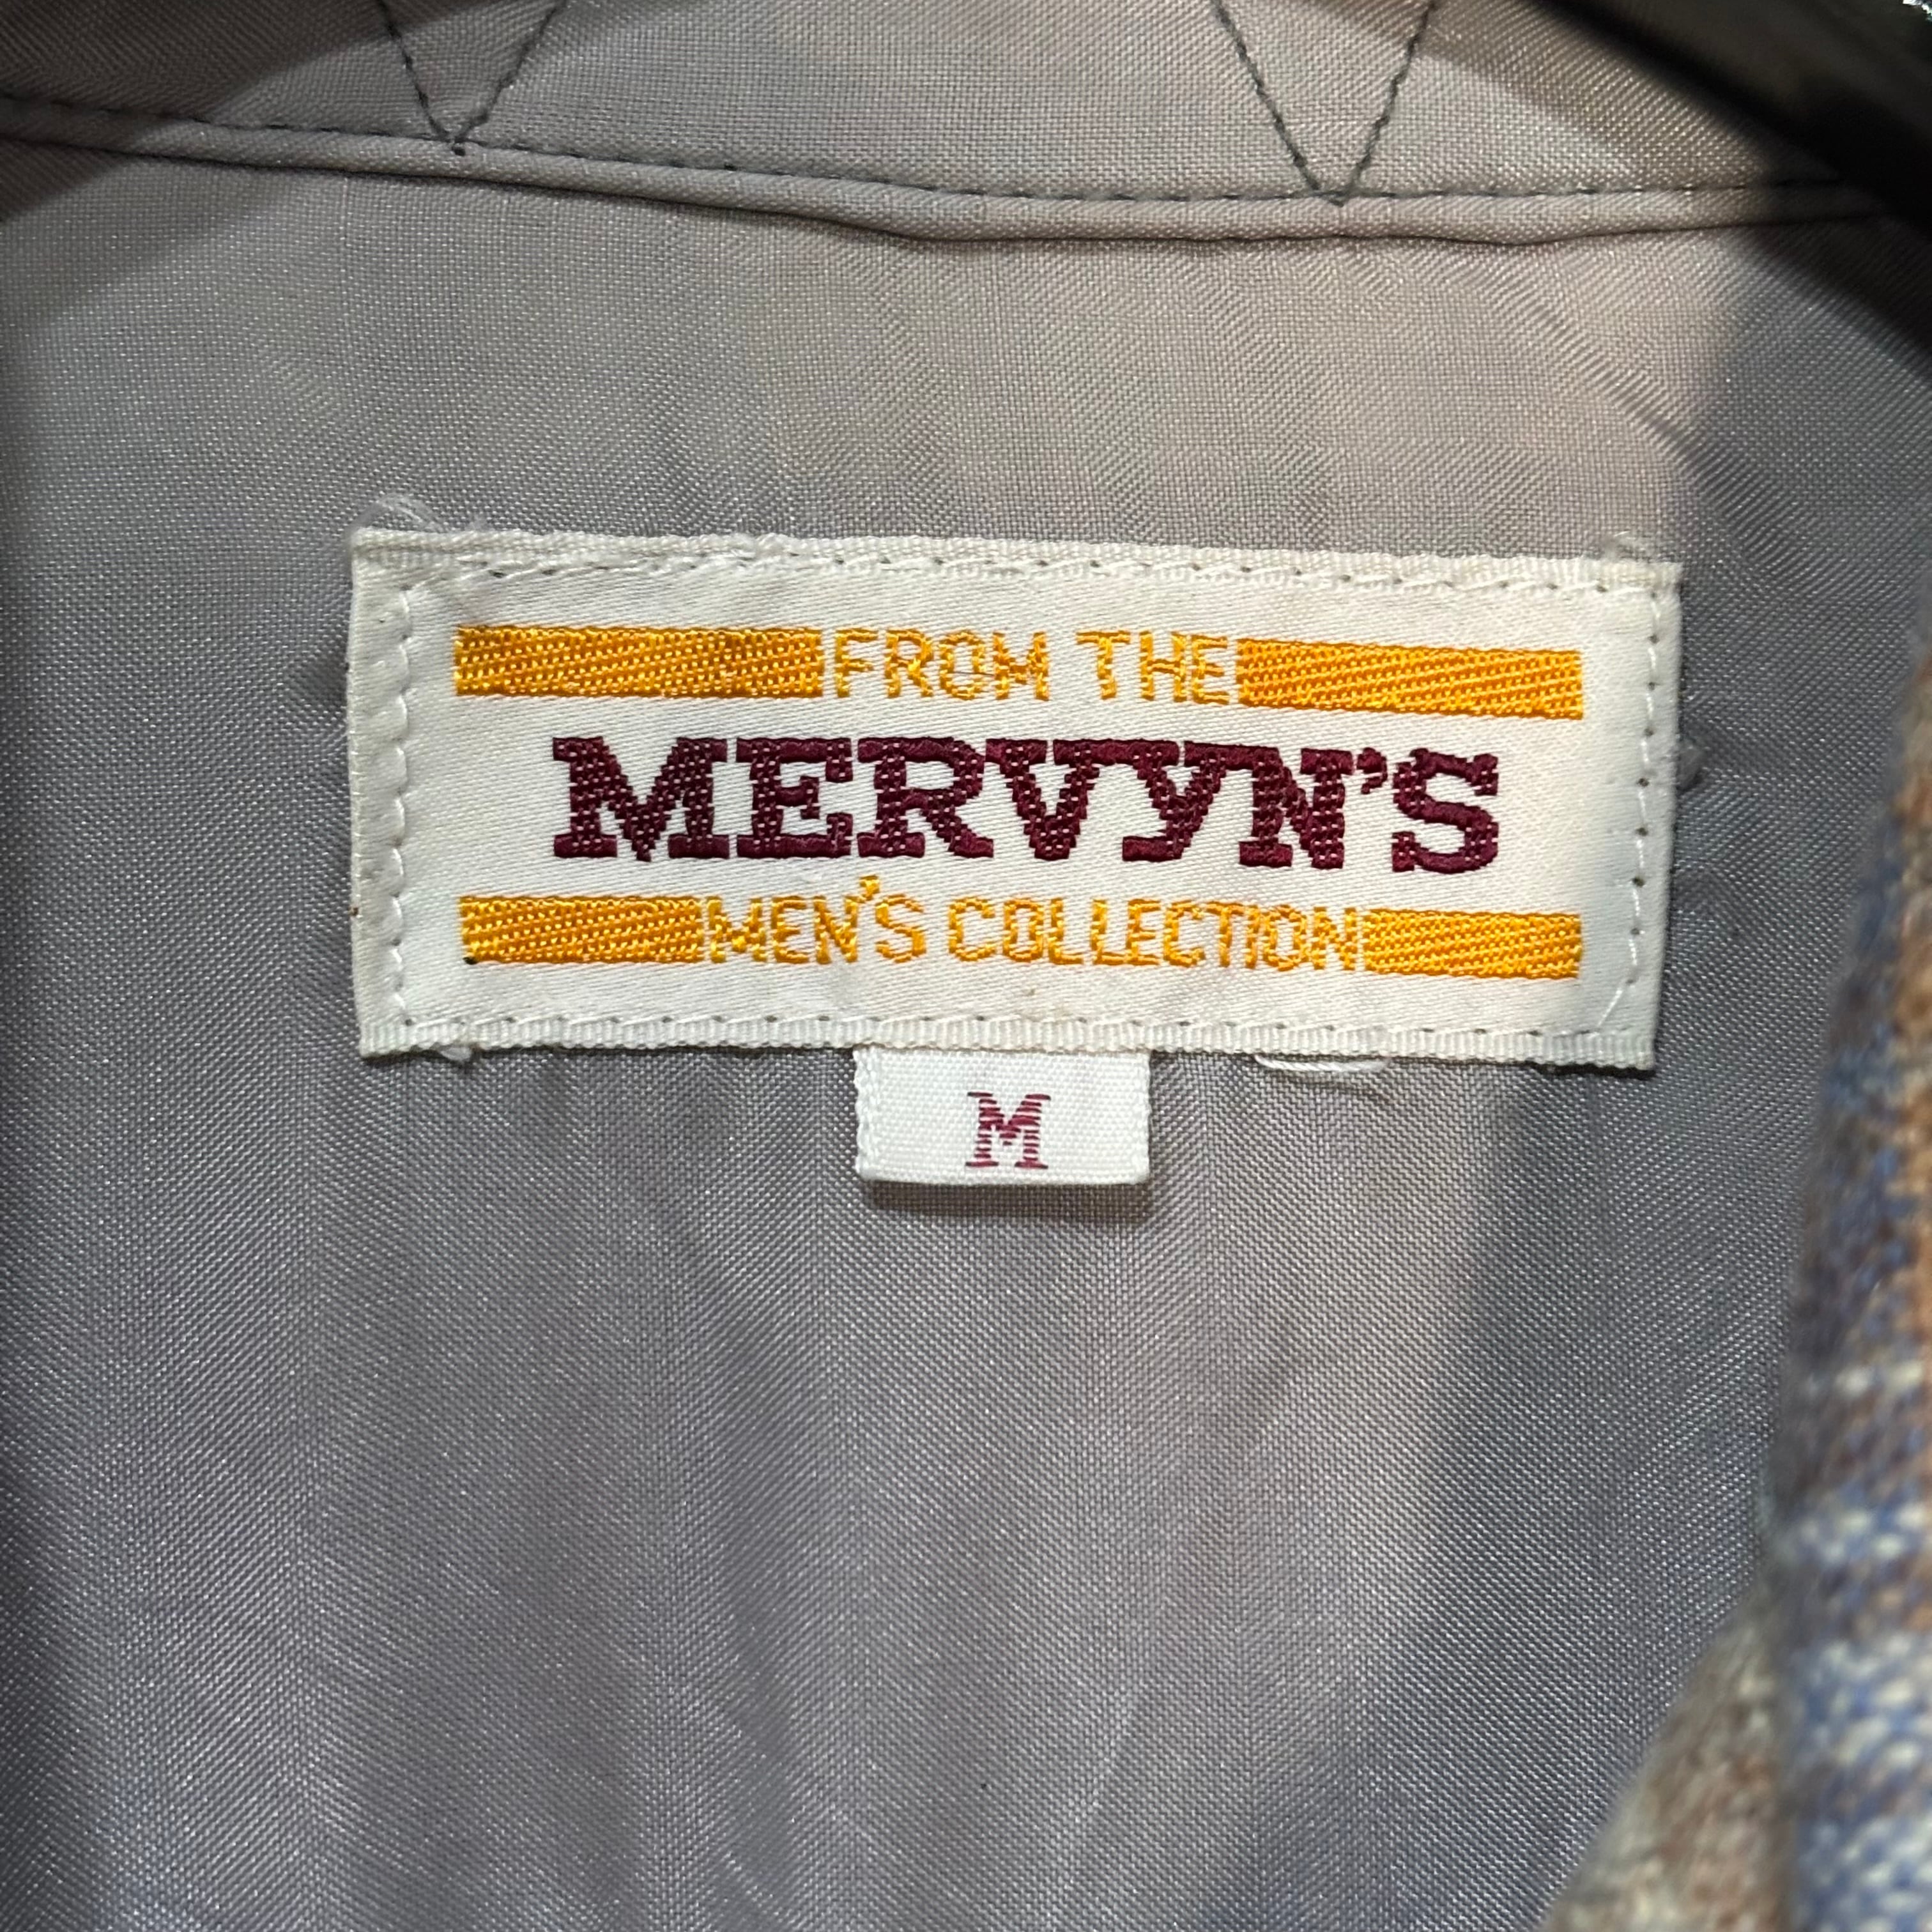 FROM THE
MERVYN'S
MEN'S COLLECTION
M